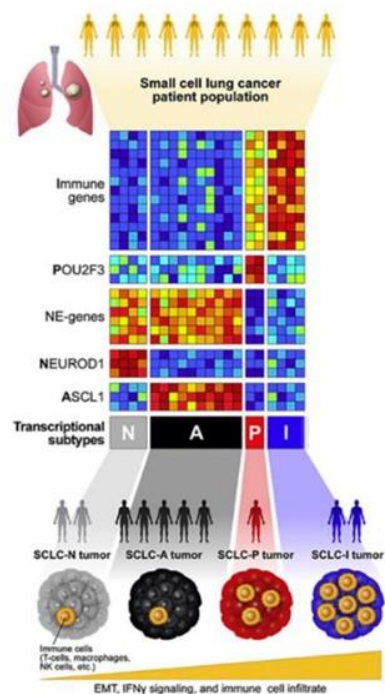 Small cell lung cancer
patient population
Immune
genes
POU2F3
NE-genes
NEUROD1
ASCL1
Transcriptional
subtypes
N A P I
SCLC-N tumor SCLC-A tumor SCLC-P tumor SCLC-I tumor
Immune cells
(T-cells, macrophages,
NK cells, etc.)
EMT, IFNγ signaling, and immune cell infiltrate